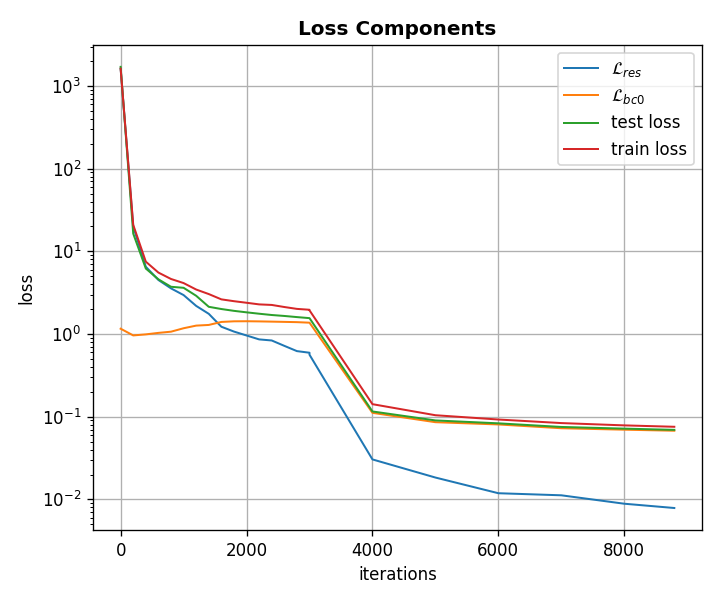 Loss Components
10³
10²
10¹
10⁰
10⁻¹
10⁻²
loss
ℒ_res
ℒ_bc0
test loss
train loss
0 2000 4000 6000 8000
iterations